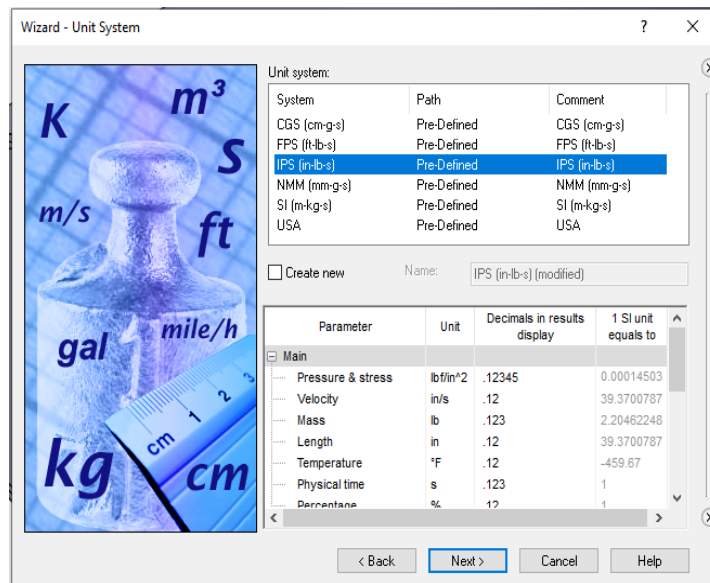 Wizard - Unit System
?
K
m³
S
m/s
ft
gal
mile/h
1 2 3
cm
kg
cm
Unit system:
System Path Comment
CGS (cm-g-s) Pre-Defined CGS (cm-g-s)
FPS (ft-lb-s) Pre-Defined FPS (ft-lb-s)
IPS (in-lb-s) Pre-Defined IPS (in-lb-s)
NMM (mm-g-s) Pre-Defined NMM (mm-g-s)
SI (m-kg-s) Pre-Defined SI (m-kg-s)
USA Pre-Defined USA
Create new Name: IPS (in-lb-s) (modified)
Parameter Unit Decimals in results display 1 SI unit equals to
Main
Pressure & stress lbf/in^2 .12345 0.00014503
Velocity in/s .12 39.3700787
Mass lb .123 2.20462248
Length in .12 39.3700787
Temperature °F .12 -459.67
Physical time s .123 1
Percentage % .12 1
< Back Next > Cancel Help